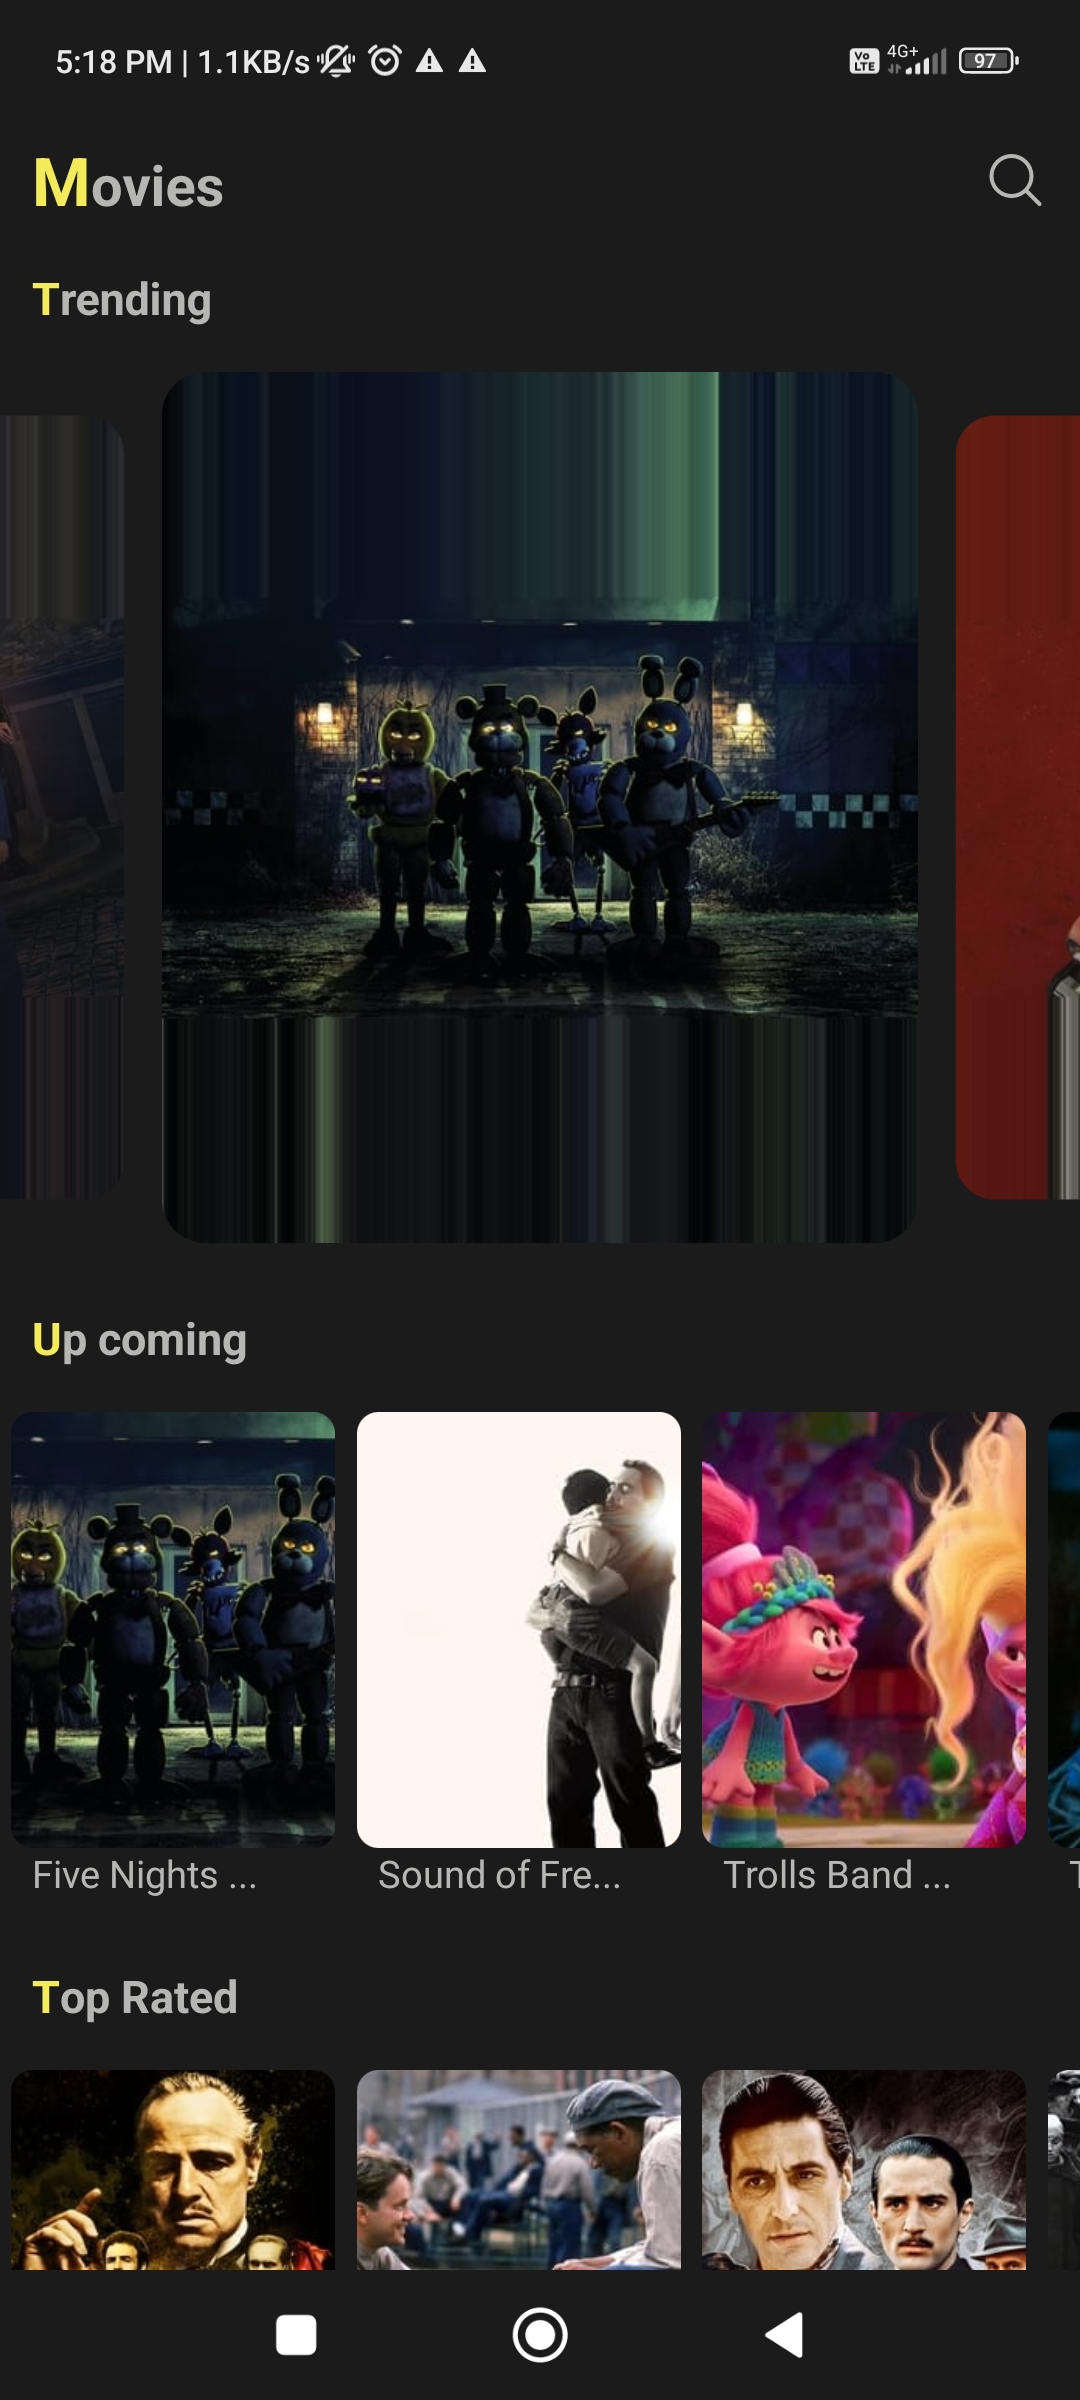 5:18 PM | 1.1KB/s
Vo LTE 4G+ 97
Movies
Trending
Up coming
Five Nights ...
Sound of Fre...
Trolls Band ...
T
Top Rated